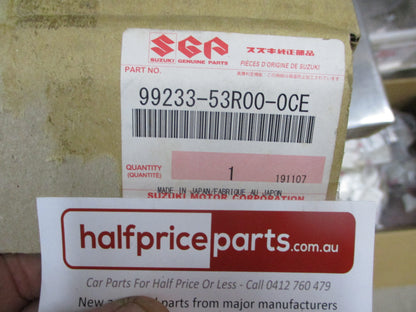 SGP
SUZUKI GENUINE PARTS
スズキ純正部品
PIÈCES D'ORIGINE DE SUZUKI
PART NO.
99233-53R00-0CE
QUANTITY
(QUANTITÉ)
1
191107
MADE IN JAPAN/FABRIQUE AU JAPON
SUZUKI MOTOR CORPORATION
halfpriceparts.com.au
Car Parts For Half Price Or Less - Call 0412 760 479
parts from major manufacturers